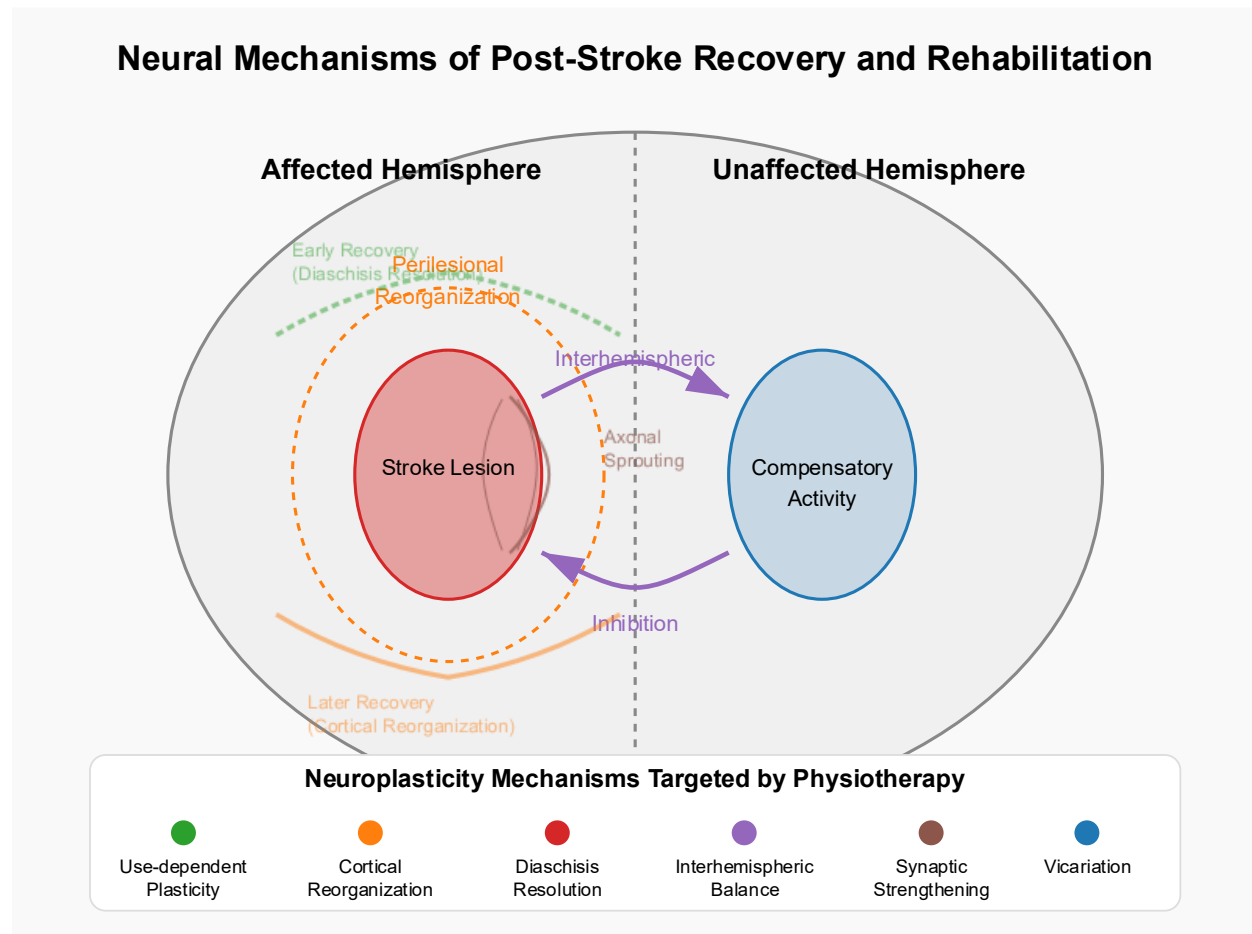 Neural Mechanisms of Post-Stroke Recovery and Rehabilitation
Affected Hemisphere
Unaffected Hemisphere
Early Recovery
(Diaschisis Resolution)
Perilesional
Reorganization
Interhemispheric
Axonal
Sprouting
Stroke Lesion
Compensatory
Activity
Inhibition
Later Recovery
(Cortical Reorganization)
Neuroplasticity Mechanisms Targeted by Physiotherapy
Use-dependent
Plasticity
Cortical
Reorganization
Diaschisis
Resolution
Interhemispheric
Balance
Synaptic
Strengthening
Vicariation